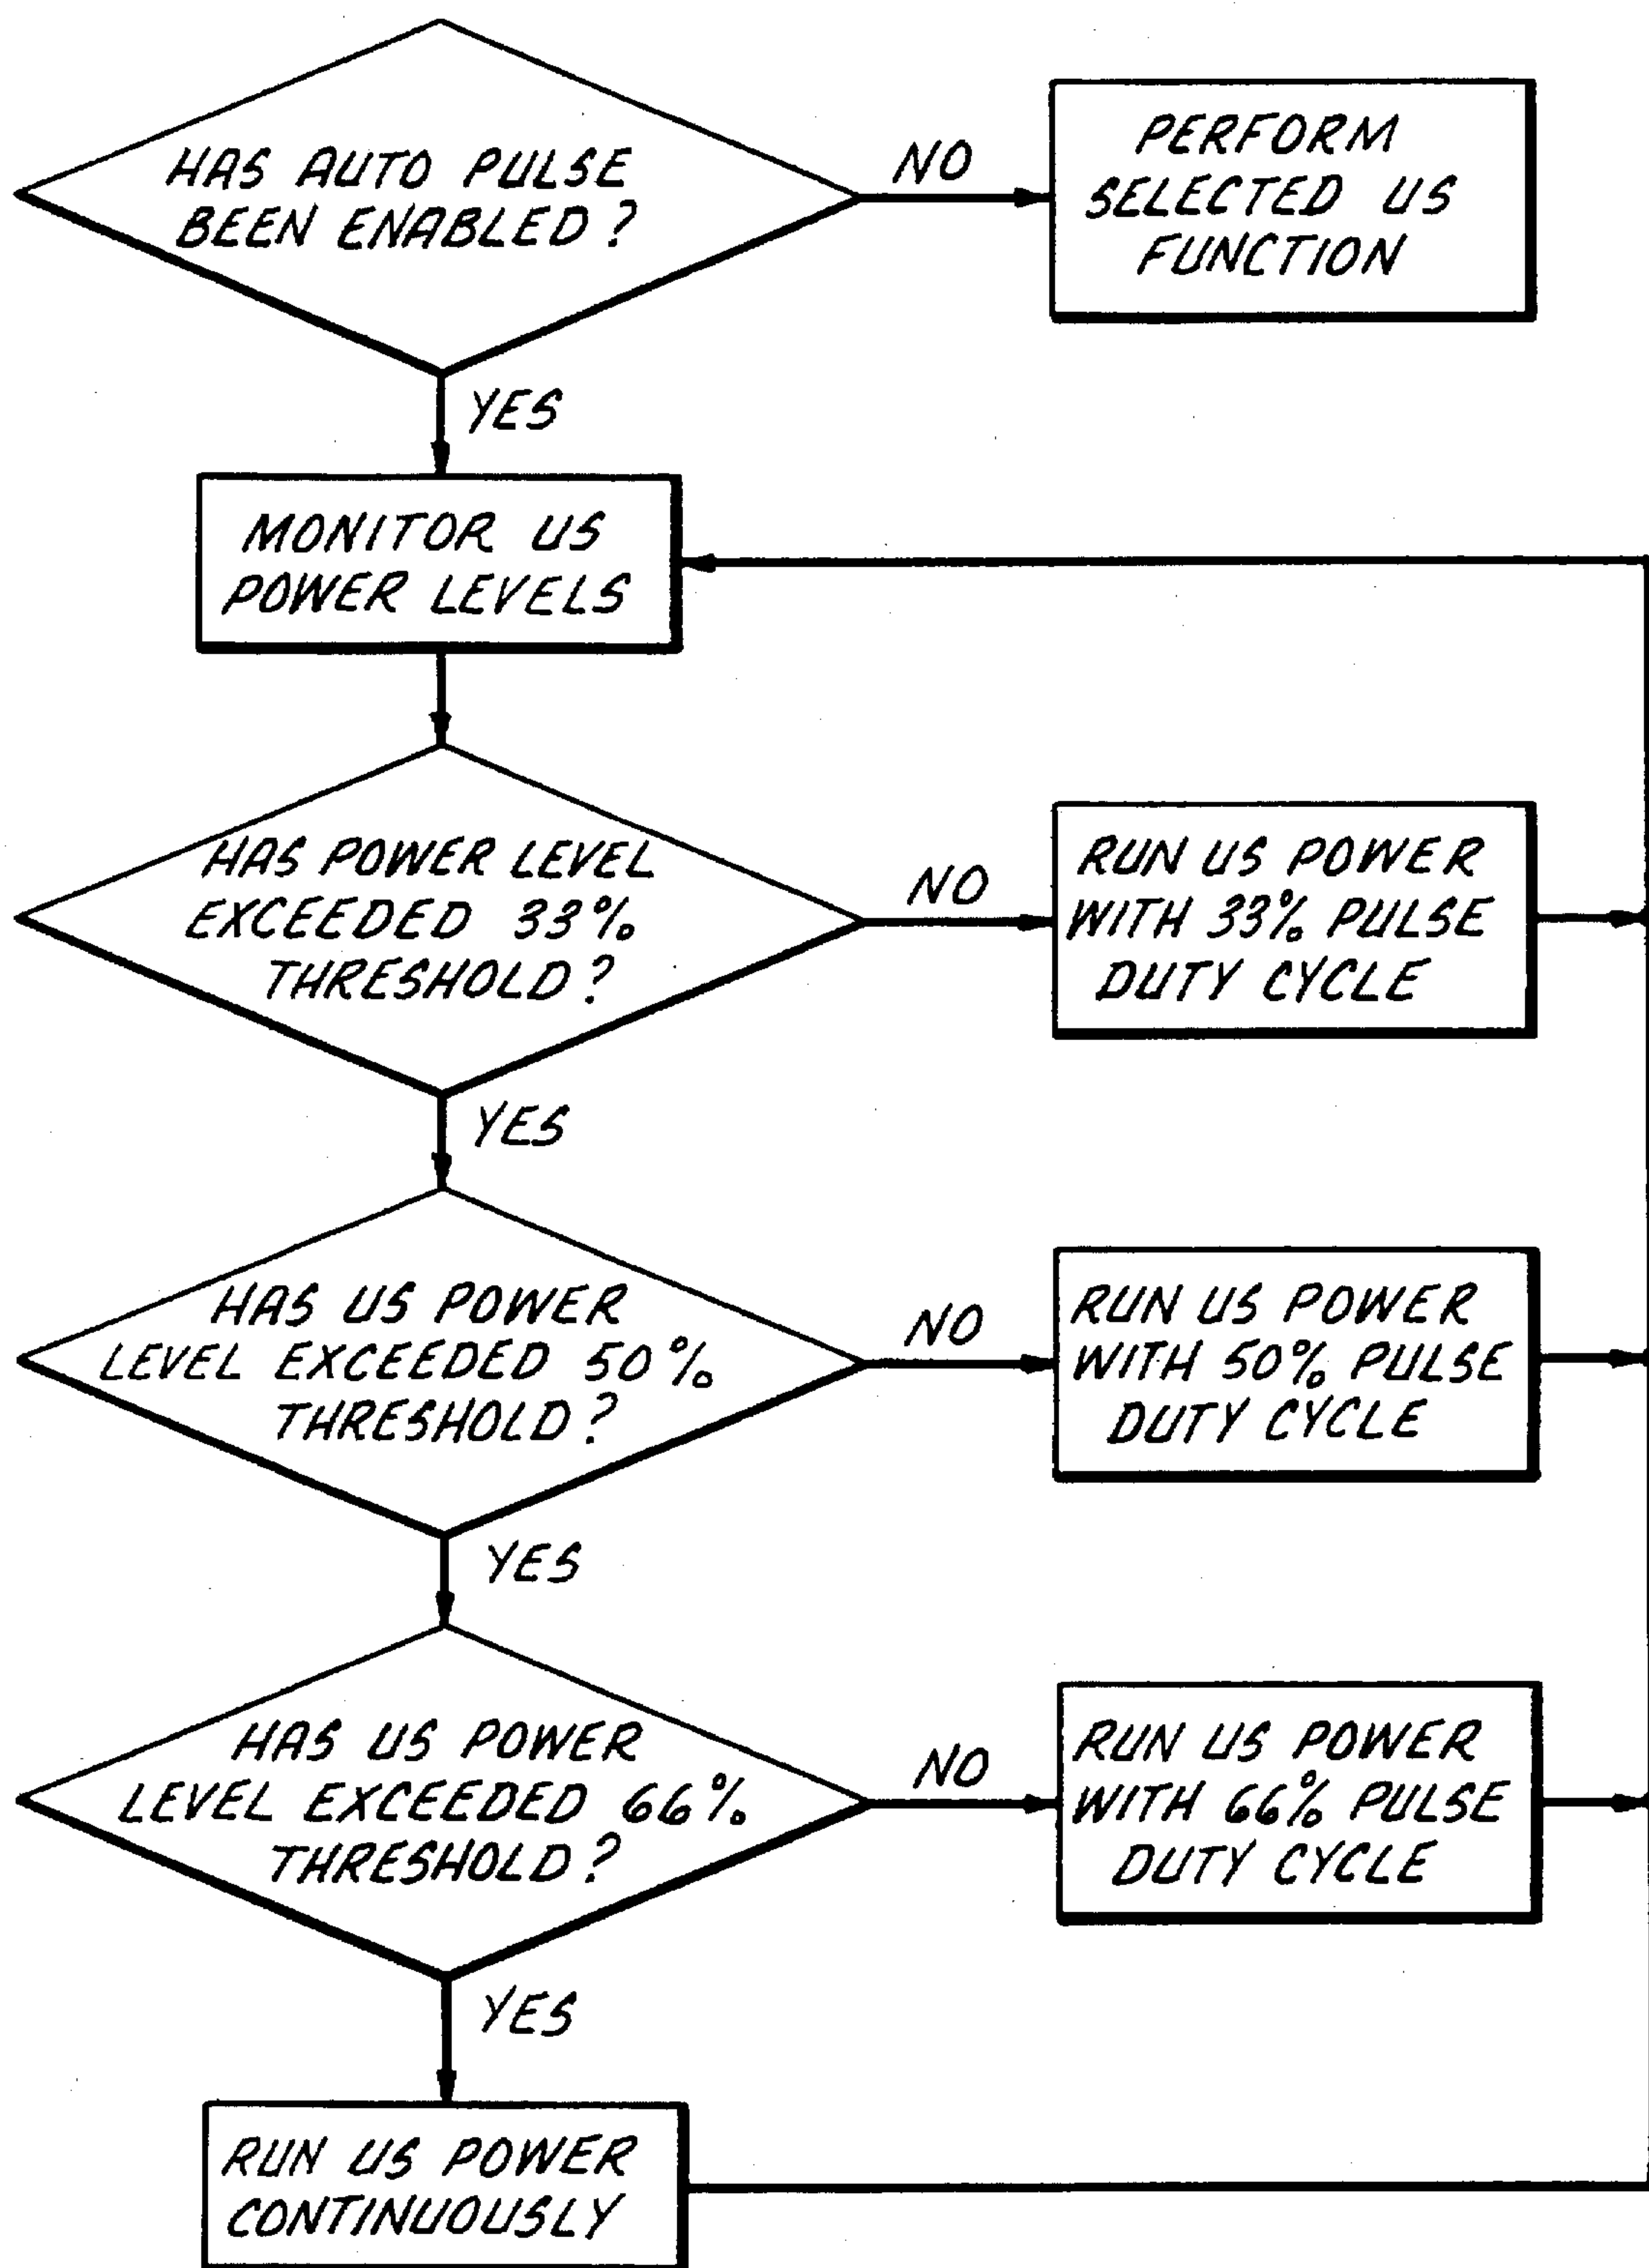 HAS AUTO PULSE
BEEN ENABLED?
NO
PERFORM
SELECTED US
FUNCTION
YES
MONITOR US
POWER LEVELS
HAS POWER LEVEL
EXCEEDED 33%
THRESHOLD?
NO
RUN US POWER
WITH 33% PULSE
DUTY CYCLE
YES
HAS US POWER
LEVEL EXCEEDED 50%
THRESHOLD?
NO
RUN US POWER
WITH 50% PULSE
DUTY CYCLE
YES
HAS US POWER
LEVEL EXCEEDED 66%
THRESHOLD?
NO
RUN US POWER
WITH 66% PULSE
DUTY CYCLE
YES
RUN US POWER
CONTINUOUSLY